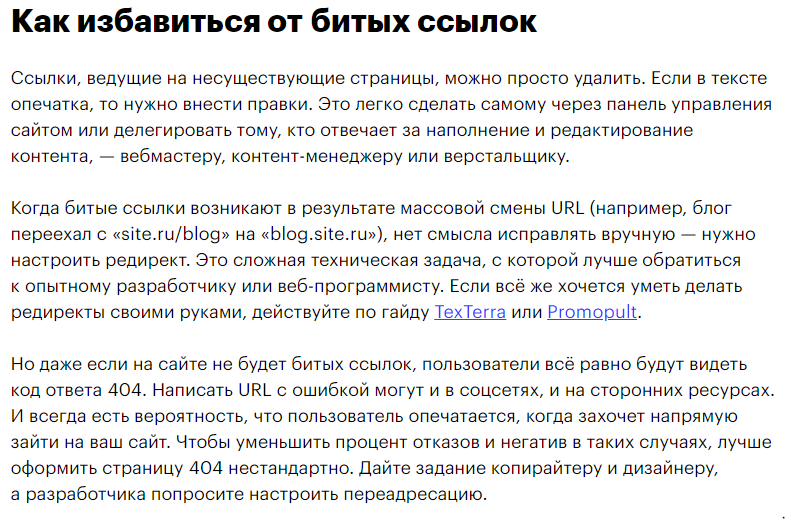 Как избавиться от битых ссылок
Ссылки, ведущие на несуществующие страницы, можно просто удалить. Если в тексте
опечатка, то нужно внести правки. Это легко сделать самому через панель управления
сайтом или делегировать тому, кто отвечает за наполнение и редактирование
контента, — вебмастеру, контент-менеджеру или верстальщику.
Когда битые ссылки возникают в результате массовой смены URL (например, блог
переехал с «site.ru/blog» на «blog.site.ru»), нет смысла исправлять вручную — нужно
настроить редирект. Это сложная техническая задача, с которой лучше обратиться
к опытному разработчику или веб-программисту. Если всё же хочется уметь делать
редиректы своими руками, действуйте по гайду TexTerra или Promopult.
Но даже если на сайте не будет битых ссылок, пользователи всё равно будут видеть
код ответа 404. Написать URL с ошибкой могут и в соцсетях, и на сторонних ресурсах.
И всегда есть вероятность, что пользователь опечатается, когда захочет напрямую
зайти на ваш сайт. Чтобы уменьшить процент отказов и негатив в таких случаях, лучше
оформить страницу 404 нестандартно. Дайте задание копирайтеру и дизайнеру,
а разработчика попросите настроить переадресацию.